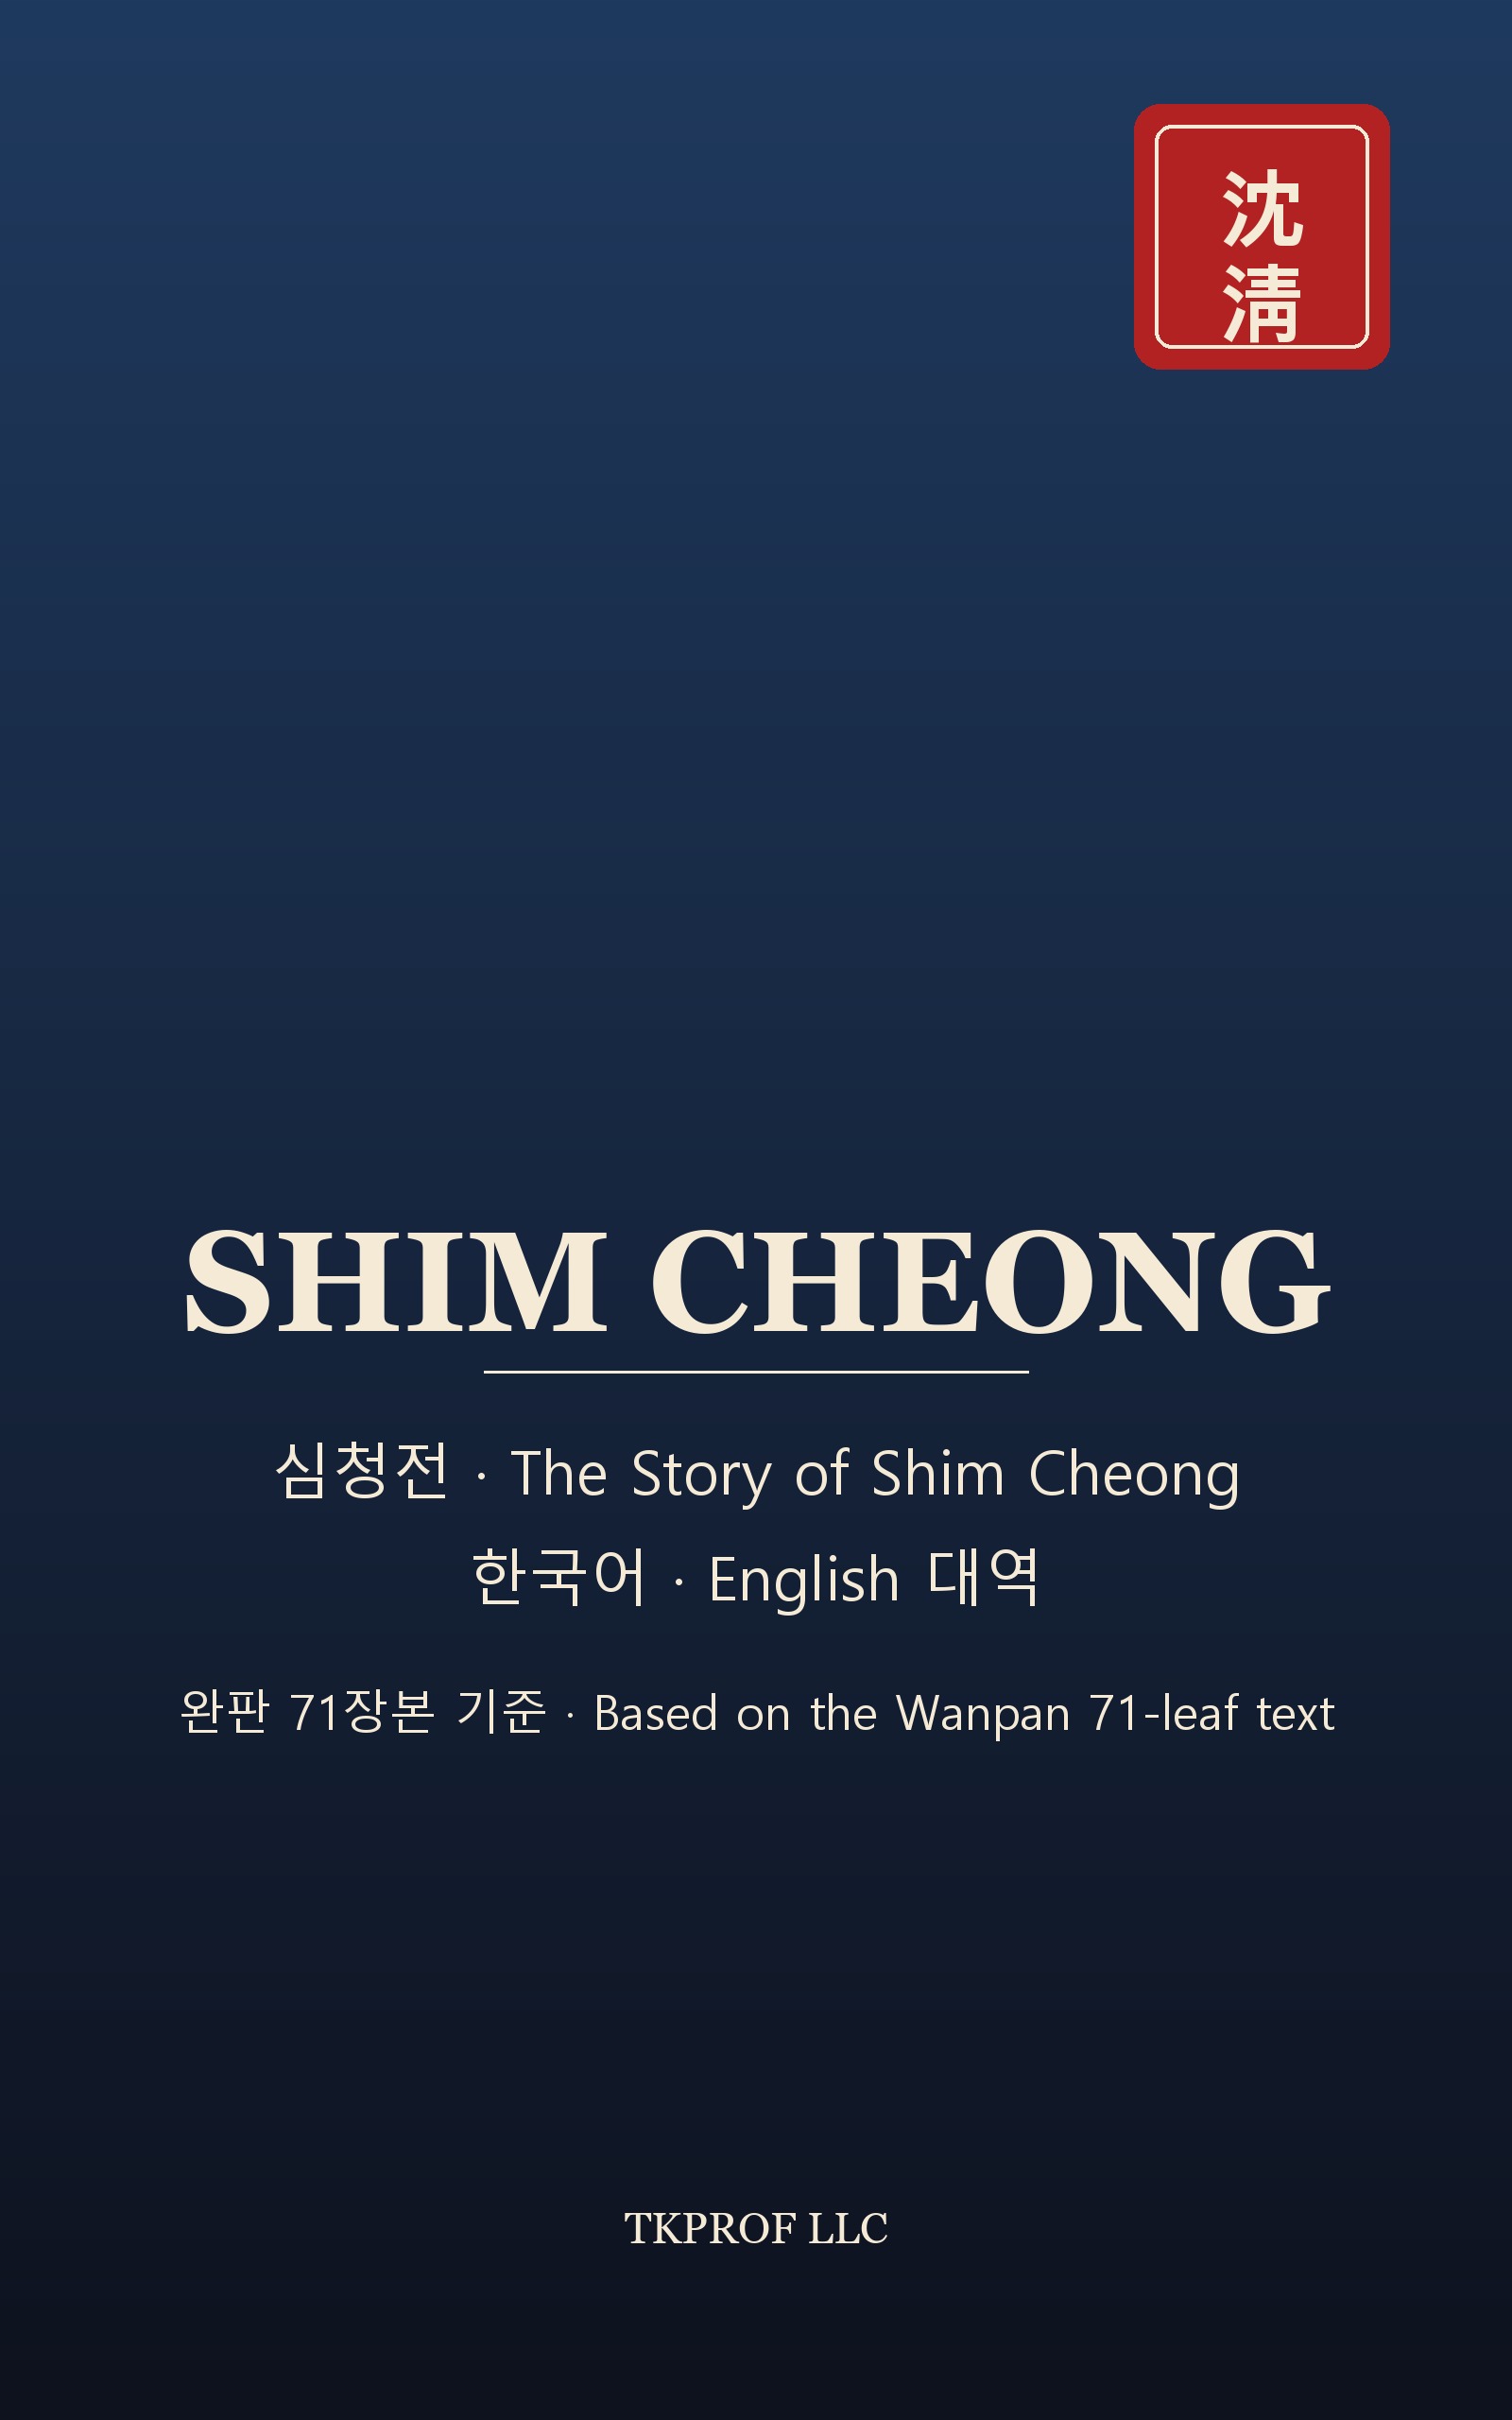 沈
淸
SHIM CHEONG
심청전 · The Story of Shim Cheong
한국어 · English 대역
완판 71장본 기준 · Based on the Wanpan 71-leaf text
TKPROF LLC